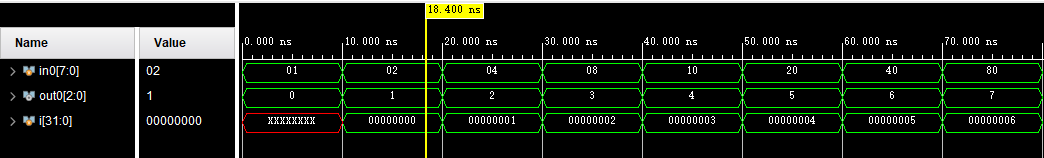 18.400 ns
Name Value 0.000 ns 10.000 ns 20.000 ns 30.000 ns 40.000 ns 50.000 ns 60.000 ns 70.000 ns
in0[7:0] 02 01 02 04 08 10 20 40 80
out0[2:0] 1 0 1 2 3 4 5 6 7
i[31:0] 00000000 XXXXXXXX 00000000 00000001 00000002 00000003 00000004 00000005 00000006